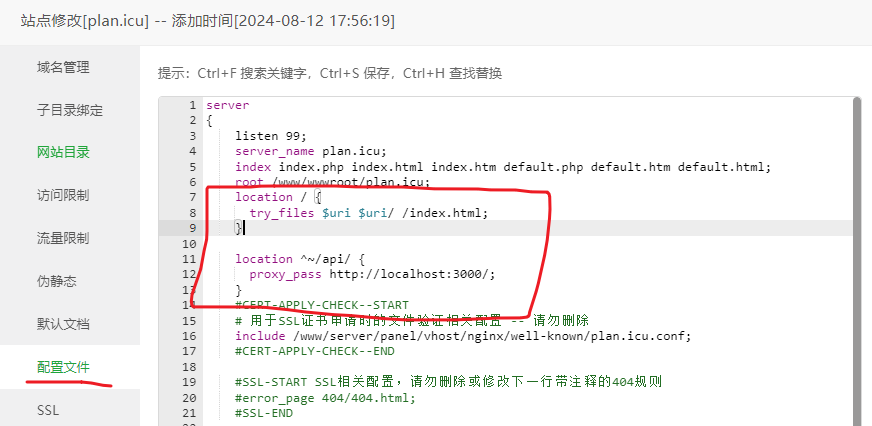 站点修改[plan.icu] -- 添加时间[2024-08-12 17:56:19]
域名管理
子目录绑定
网站目录
访问限制
流量限制
伪静态
默认文档
配置文件
SSL
提示：Ctrl+F 搜索关键字，Ctrl+S 保存，Ctrl+H 查找替换
1 server
2 {
3 listen 99;
4 server_name plan.icu;
5 index index.php index.html index.htm default.php default.htm default.html;
6 root /www/wwwroot/plan.icu;
7 location / {
8 try_files $uri $uri/ /index.html;
9 }
10
11 location ^~/api/ {
12 proxy_pass http://localhost:3000/;
13 }
14 #CERT-APPLY-CHECK--START
15 # 用于SSL证书申请时的文件验证相关配置 -- 请勿删除
16 include /www/server/panel/vhost/nginx/well-known/plan.icu.conf;
17 #CERT-APPLY-CHECK--END
18
19 #SSL-START SSL相关配置，请勿删除或修改下一行带注释的404规则
20 #error_page 404/404.html;
21 #SSL-END